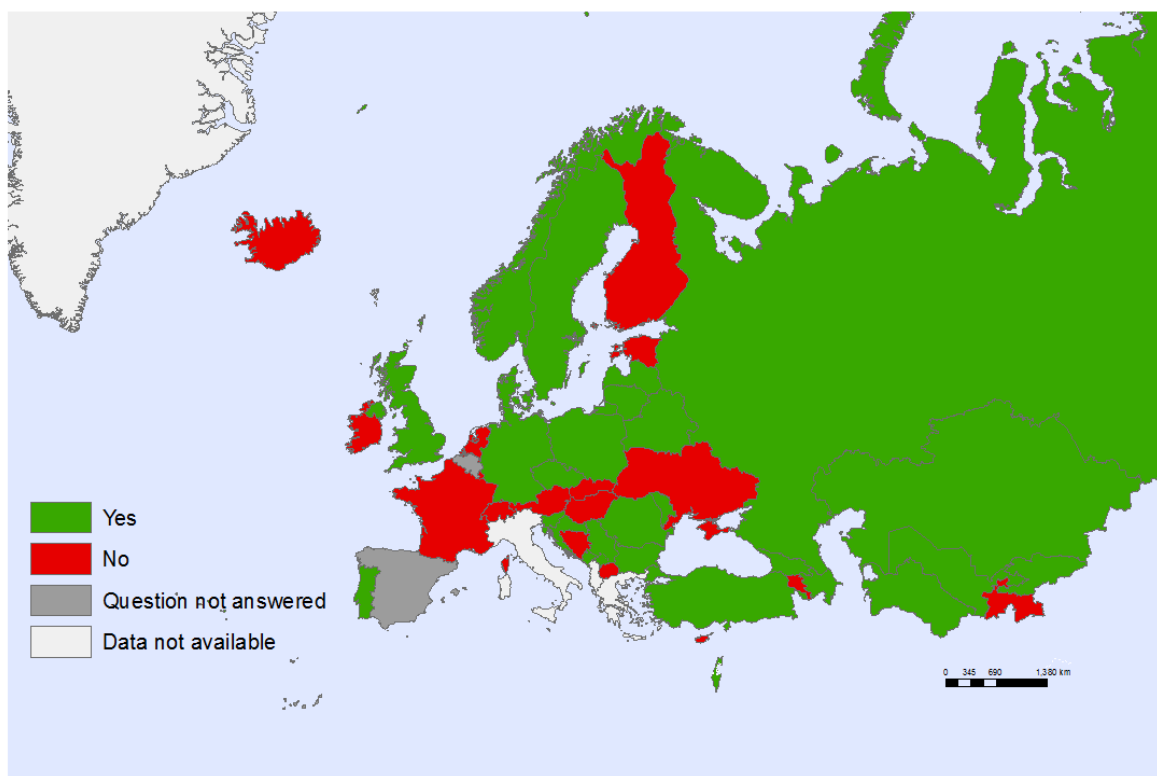 Yes
No
Question not answered
Data not available
0 345 690 1,380 km